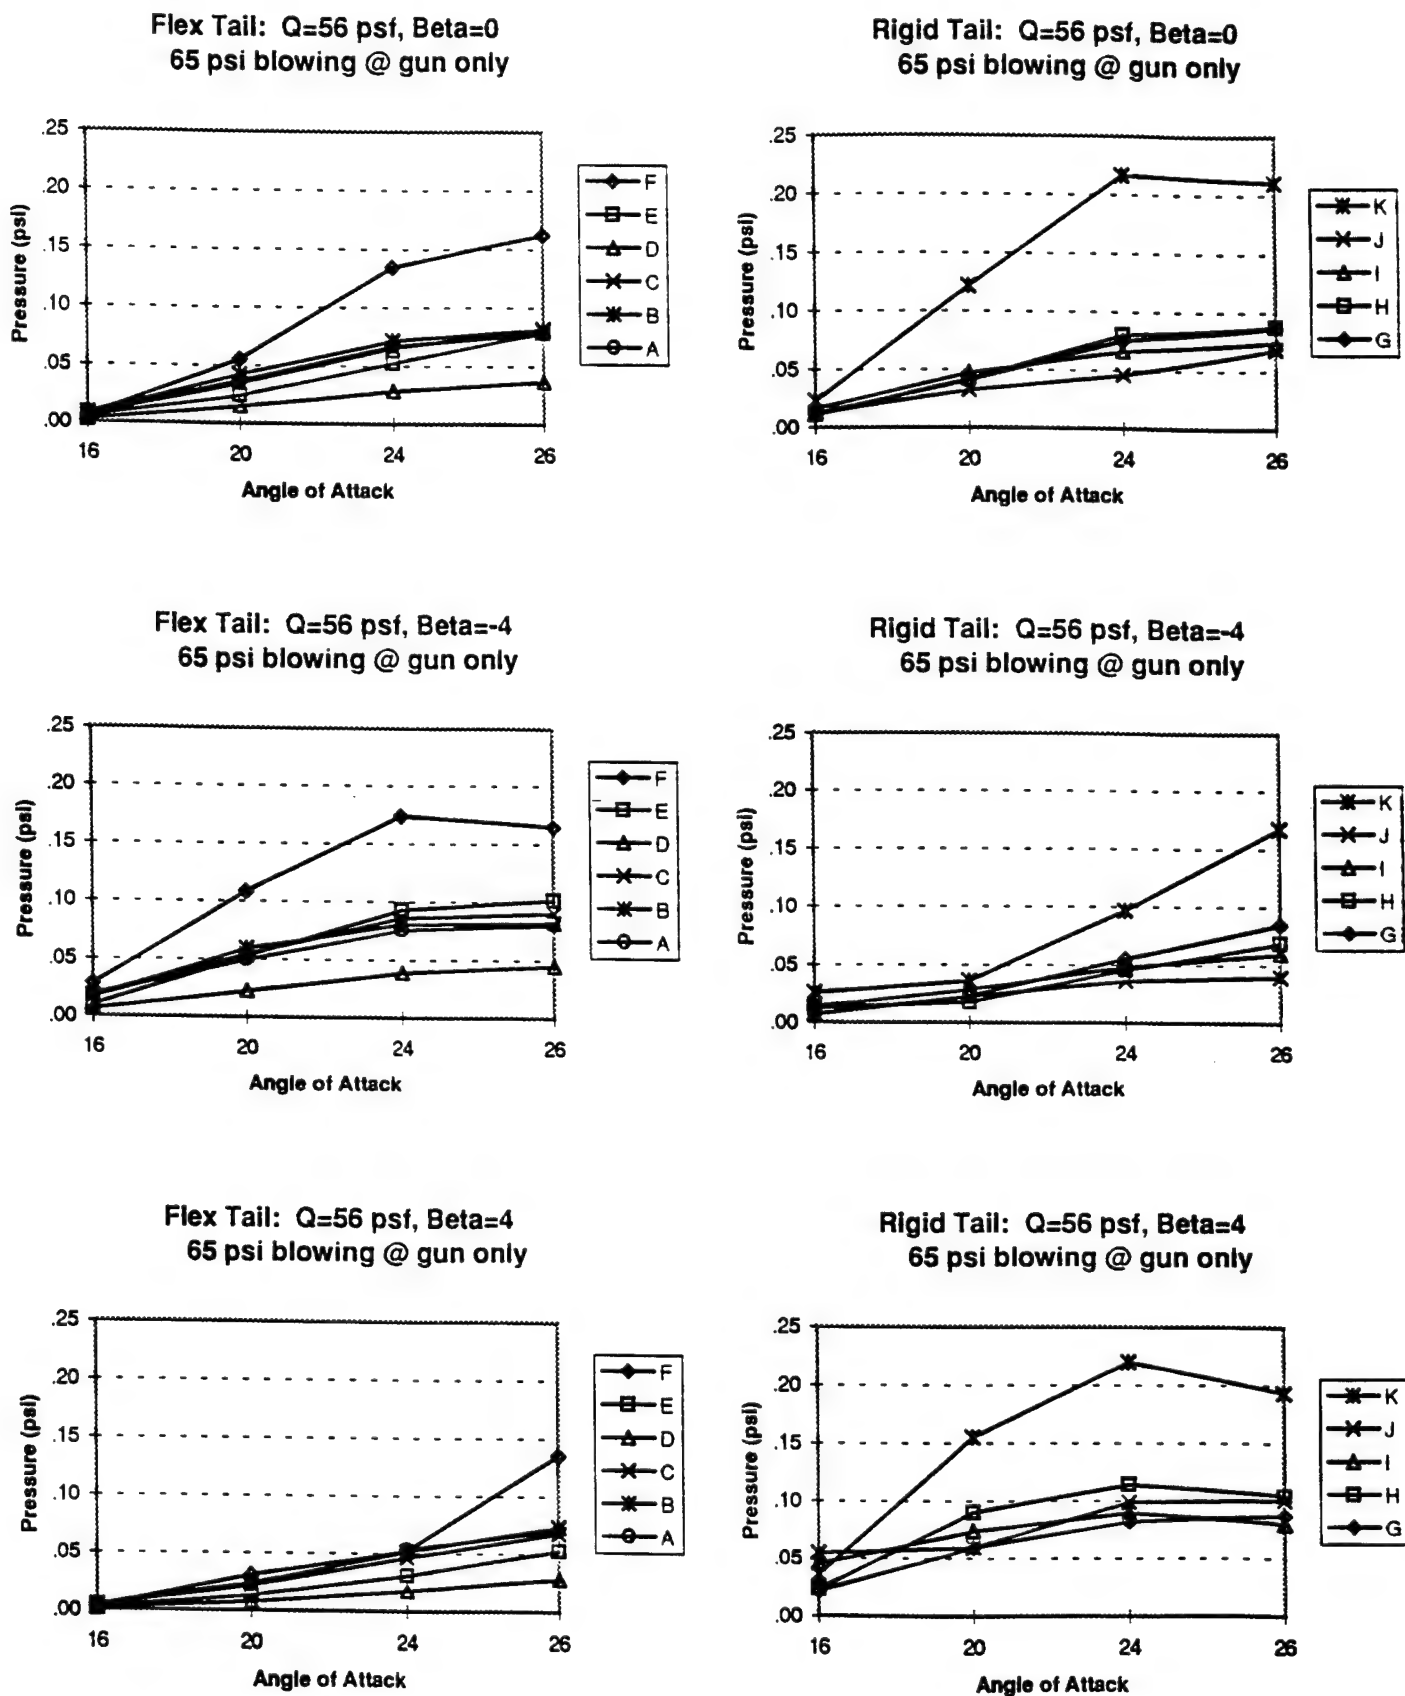 Flex Tail: Q=56 psf, Beta=0
65 psi blowing @ gun only
.25
.20
.15
.10
.05
.00
Pressure (psi)
16
20
24
26
Angle of Attack
F
E
D
C
B
A
Rigid Tail: Q=56 psf, Beta=0
65 psi blowing @ gun only
.25
.20
.15
.10
.05
.00
Pressure (psi)
16
20
24
26
Angle of Attack
K
J
I
H
G
Flex Tail: Q=56 psf, Beta=-4
65 psi blowing @ gun only
.25
.20
.15
.10
.05
.00
Pressure (psi)
16
20
24
26
Angle of Attack
F
E
D
C
B
A
Rigid Tail: Q=56 psf, Beta=-4
65 psi blowing @ gun only
.25
.20
.15
.10
.05
.00
Pressure (psi)
16
20
24
26
Angle of Attack
K
J
I
H
G
Flex Tail: Q=56 psf, Beta=4
65 psi blowing @ gun only
.25
.20
.15
.10
.05
.00
Pressure (psi)
16
20
24
26
Angle of Attack
F
E
D
C
B
A
Rigid Tail: Q=56 psf, Beta=4
65 psi blowing @ gun only
.25
.20
.15
.10
.05
.00
Pressure (psi)
16
20
24
26
Angle of Attack
K
J
I
H
G